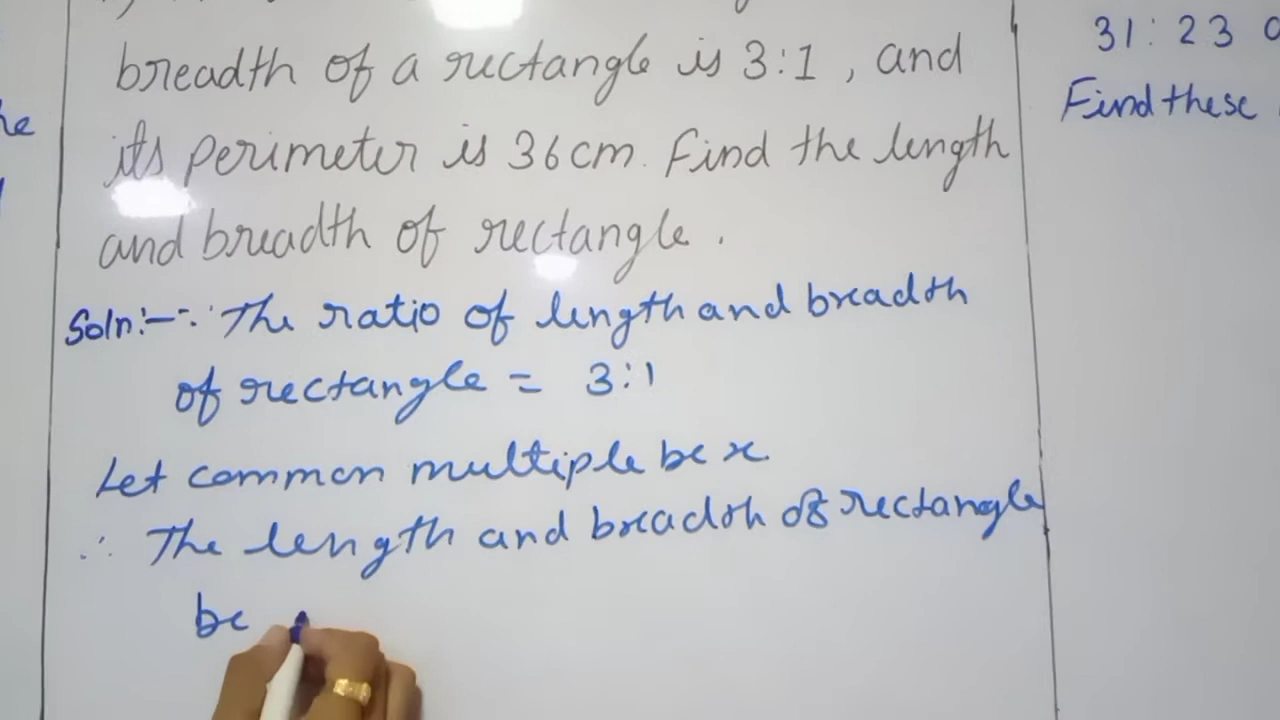 breadth of a rectangle is 3:1, and
its perimeter is 36cm. Find the length
and breadth of rectangle.
Soln:- ∵ The ratio of length and breadth
of rectangle = 3:1
Let common multiple be x
∴ The length and breadth of rectangle
be
31:23
Find these